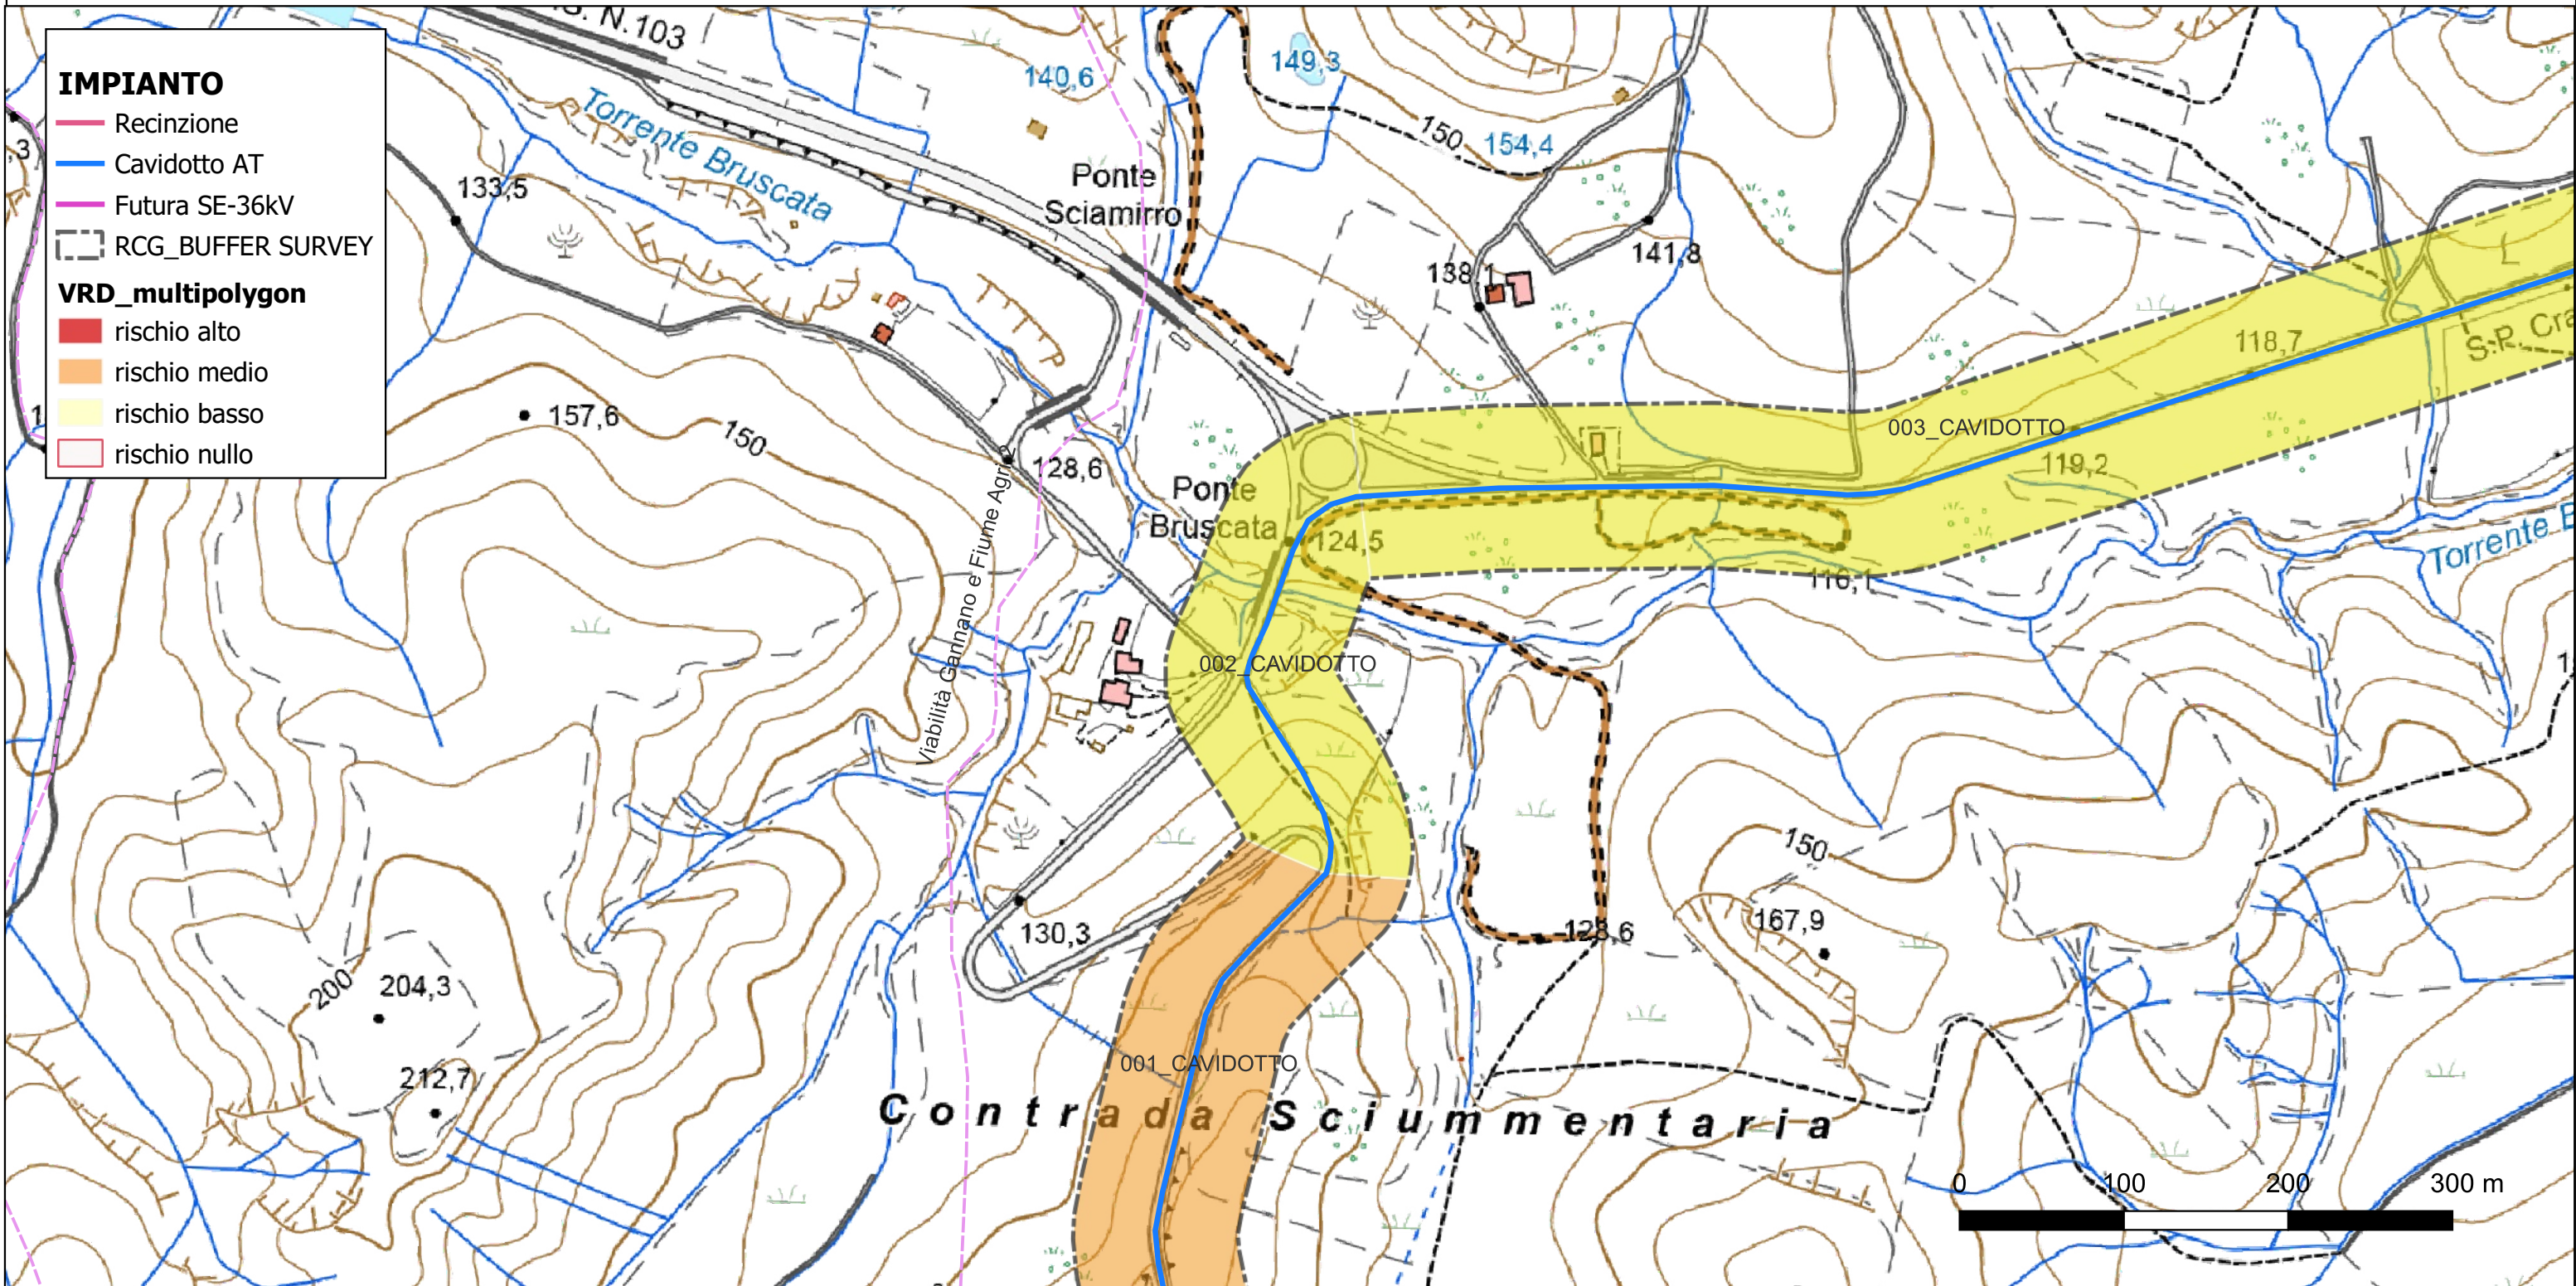 IMPIANTO
Recinzione
Cavidotto AT
Futura SE-36kV
RCG_BUFFER SURVEY
VRD_multipolygon
rischio alto
rischio medio
rischio basso
rischio nullo
N.103
Torrente Bruscata
140,6
149,3
150
154,4
Ponte
Sciamirro
133,5
138,1
141,8
118,7
S.P.
157,6
150
128,6
003_CAVIDOTTO
119,2
Ponte
Bruscata
124,5
116,1
Torrente
Viabilità Gannano e Fiume Agri_2
002_CAVIDOTTO
150
167,9
130,3
128,6
200
204,3
212,7
001_CAVIDOTTO
Contrada Sciummentaria
0 100 200 300 m